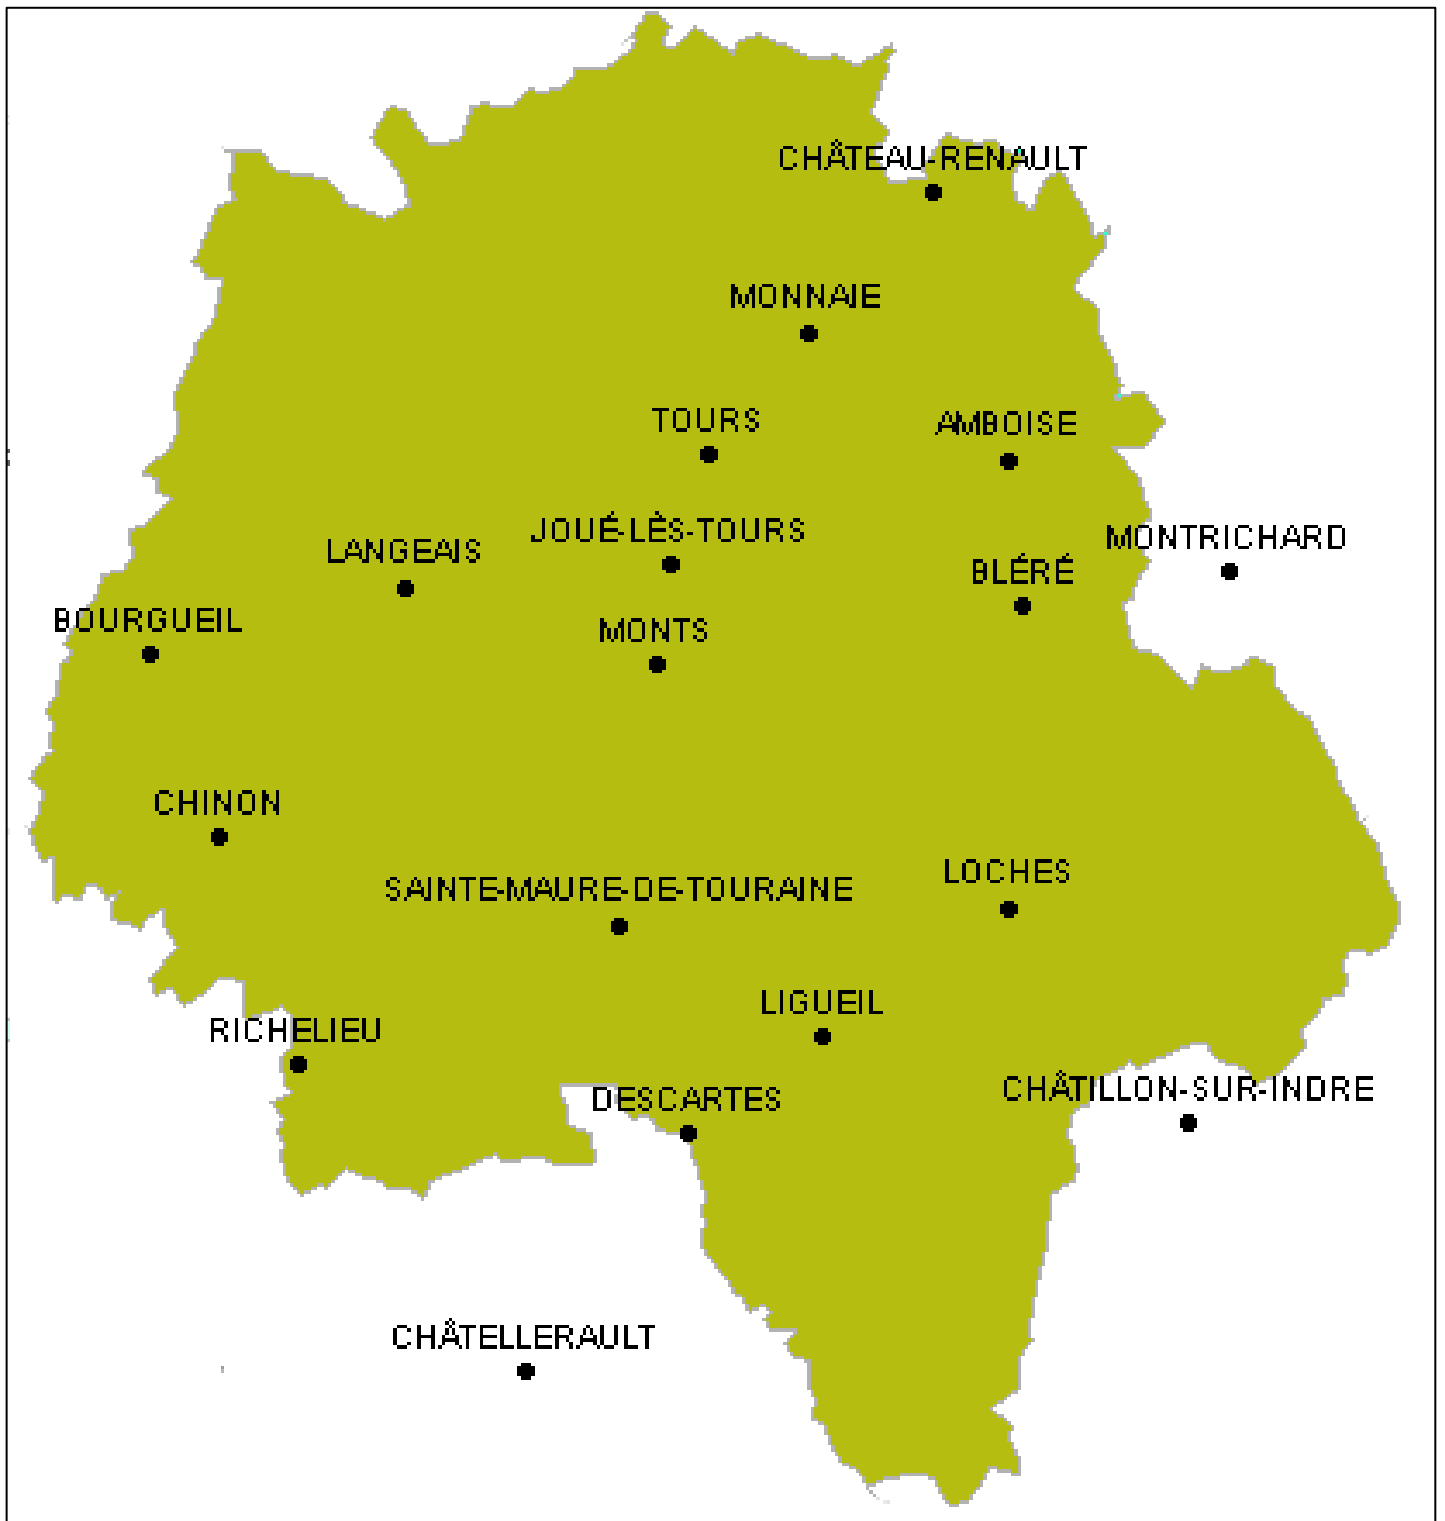 CHÂTEAU-RENAULT
MONNAIE
TOURS
AMBOISE
JOUÉ-LÈS-TOURS
MONTRICHARD
LANGEAIS
BLÉRÉ
BOURGUEIL
MONTS
CHINON
LOCHES
SAINTE-MAURE-DE-TOURAINE
LIGUEIL
RICHELIEU
CHÂTILLON-SUR-INDRE
DESCARTES
CHÂTELLERAULT